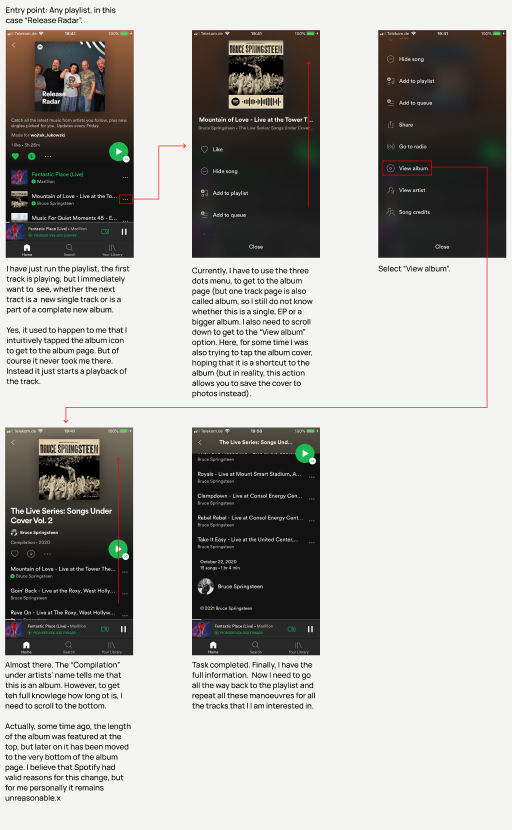 Entry point: Any playlist, in this
case “Release Radar”.
Telekom.de
19:41
100%
Release
Radar
Catch all the latest music from artists you follow, plus new
singles picked for you. Updates every Friday.
Made for wojtek_lukowski
1 like • 3h 25m
Fantastic Place (Live)
Marillion
Mountain of Love - Live at the To...
Bruce Springsteen
Music For Quiet Moments 45 - E...
Fantastic Place (Live) • Marillion
PIONEER VSX-923 C7A0A0
Home
Search
Your Library
I have just run the playlist, the first
track is playing, but I immediately
want to see, whether the next
tract is a new single track or is a
part of a complate new album.
Yes, it used to happen to me that I
intuitively tapped the album icon
to get to the album page. But of
course it never took me there.
Instead it just starts a playback of
the track.
Telekom.de
19:41
100%
BRUCE SPRINGSTEEN
Mountain of Love - Live at the Tower T...
Bruce Springsteen • The Live Series: Songs Under Cover...
Like
Hide song
Add to playlist
Add to queue
Close
Currently, I have to use the three
dots menu, to get to the album
page (but one track page is also
called album, so I still do not know
whether this is a single, EP or a
bigger album. I also need to scroll
down to get to the “View album”
option. Here, for some time I was
also trying to tap the album cover,
hoping that it is a shortcut to the
album (but in reality, this action
allows you to save the cover to
photos instead).
Telekom.de
19:41
100%
Hide song
Add to playlist
Add to queue
Share
Go to radio
View album
View artist
Song credits
Close
Select “View album”.
Telekom.de
19:41
100%
BRUCE SPRINGSTEEN
The Live Series: Songs Under
Cover Vol. 2
Bruce Springsteen
Compilation • 2020
Mountain of Love - Live at the Tower The...
Bruce Springsteen
Goin' Back - Live at the Roxy, West Holly...
Bruce Springsteen
Rave On - Live at The Roxy, West Hollyw...
Fantastic Place (Live) • Marillion
Home
Search
Your Library
Almost there. The “Compilation”
under artists’ name tells me that
this is an album. However, to get
teh full knowlege how long ot is, I
need to scroll to the bottom.
Actually, some time ago, the length
of the album was featured at the
top, but later on it has been moved
to the very bottom of the album
page. I believe that Spotify had
valid reasons for this change, but
for me personally it remains
unreasonable.x
Telekom.de
19:55
100%
The Live Series: Songs Und...
Bruce Springsteen
Royals - Live at Mount Smart Stadium, A...
Bruce Springsteen
Clampdown - Live at Consol Energy Cen...
Bruce Springsteen
Rebel Rebel - Live at Consol Energy Cent...
Bruce Springsteen
Take It Easy - Live at the United Center,...
Bruce Springsteen
October 22, 2020
15 songs • 1 hr 4 min
Bruce Springsteen
© 2021 Bruce Springsteen
Fantastic Place (Live) • Marillion
Home
Search
Your Library
Task completed. Finally, I have the
full information. Now I need to go
all the way back to the playlist and
repeat all these manoeuvres for all
the tracks that I I am interested in.